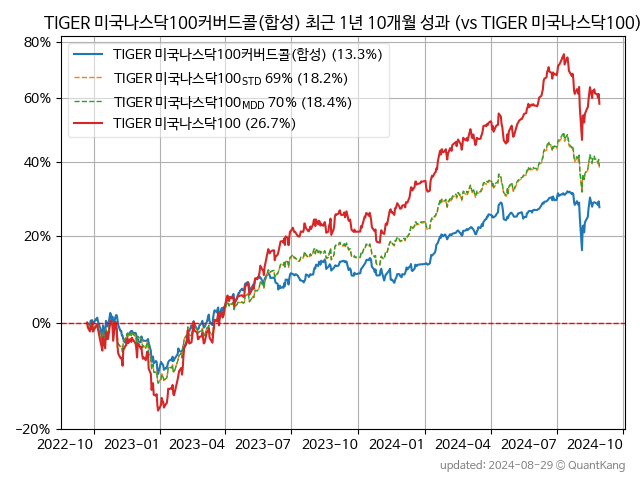 TIGER 미국나스닥100커버드콜(합성) 최근 1년 10개월 성과 (vs TIGER 미국나스닥100)
80%
60%
40%
20%
0%
−20%
TIGER 미국나스닥100커버드콜(합성) (13.3%)
TIGER 미국나스닥100STD 69% (18.2%)
TIGER 미국나스닥100MDD 70% (18.4%)
TIGER 미국나스닥100 (26.7%)
2022-10 2023-01 2023-04 2023-07 2023-10 2024-01 2024-04 2024-07 2024-10
updated: 2024-08-29 © QuantKang